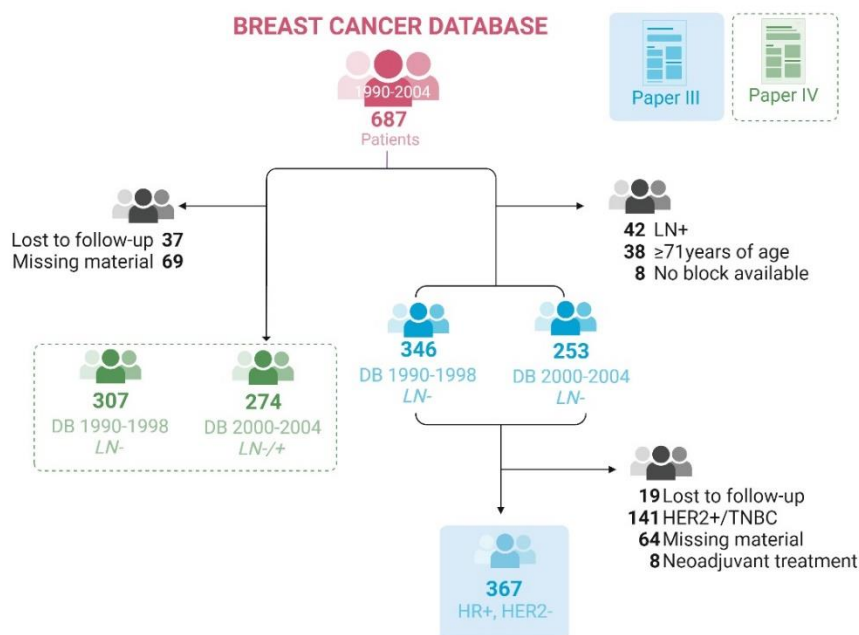 BREAST CANCER DATABASE
1990-2004
687
Patients
Paper III
Paper IV
Lost to follow-up 37
Missing material 69
42 LN+
38 ≥71years of age
8 No block available
307
DB 1990-1998
LN-
274
DB 2000-2004
LN-/+
346
DB 1990-1998
LN-
253
DB 2000-2004
LN-
19 Lost to follow-up
141 HER2+/TNBC
64 Missing material
8 Neoadjuvant treatment
367
HR+, HER2-